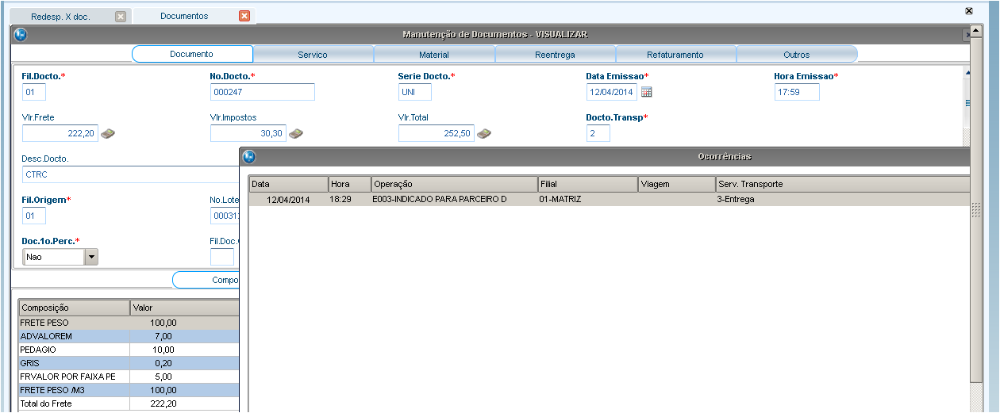 Redesp. X doc. Documentos
Manutenção de Documentos - VISUALIZAR
Documento Servico Material Reentrega Refaturamento Outros
Fil.Docto.* No.Docto.* Serie Docto.* Data Emissao* Hora Emissao*
01 000247 UNI 12/04/2014 17:59
Vlr.Frete Vlr.Impostos Vlr.Total Docto.Transp*
222,20 30,30 252,50 2
Desc.Docto.
CTRC
Fil.Origem* No.Lote
01
Doc.1o.Perc.* Fil.Doc.
Nao
Ocorrências
Data Hora Operação Filial Viagem Serv. Transporte
12/04/2014 18:29 E003-INDICADO PARA PARCEIRO D 01-MATRIZ 3-Entrega
Compo
Composição Valor
FRETE PESO 100,00
ADVALOREM 7,00
PEDAGIO 10,00
GRIS 0,20
FRVALOR POR FAIXA PE 5,00
FRETE PESO /M3 100,00
Total do Frete 222,20